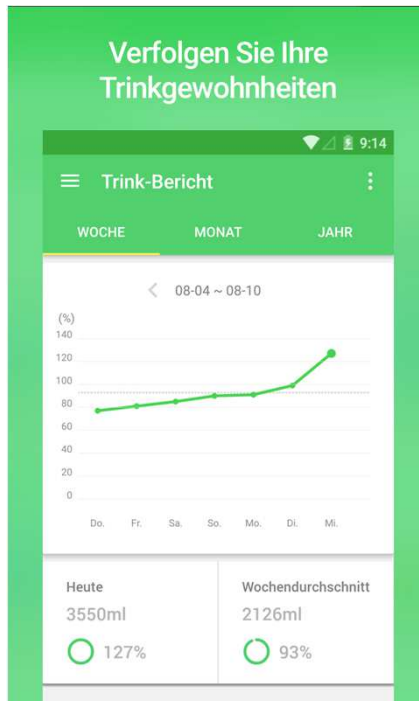 Verfolgen Sie Ihre
Trinkgewohnheiten
9:14
Trink-Bericht
WOCHE MONAT JAHR
08-04 ~ 08-10
(%)
140
120
100
80
60
40
20
0
Do. Fr. Sa. So. Mo. Di. Mi.
Heute Wochendurchschnitt
3550ml 2126ml
127% 93%